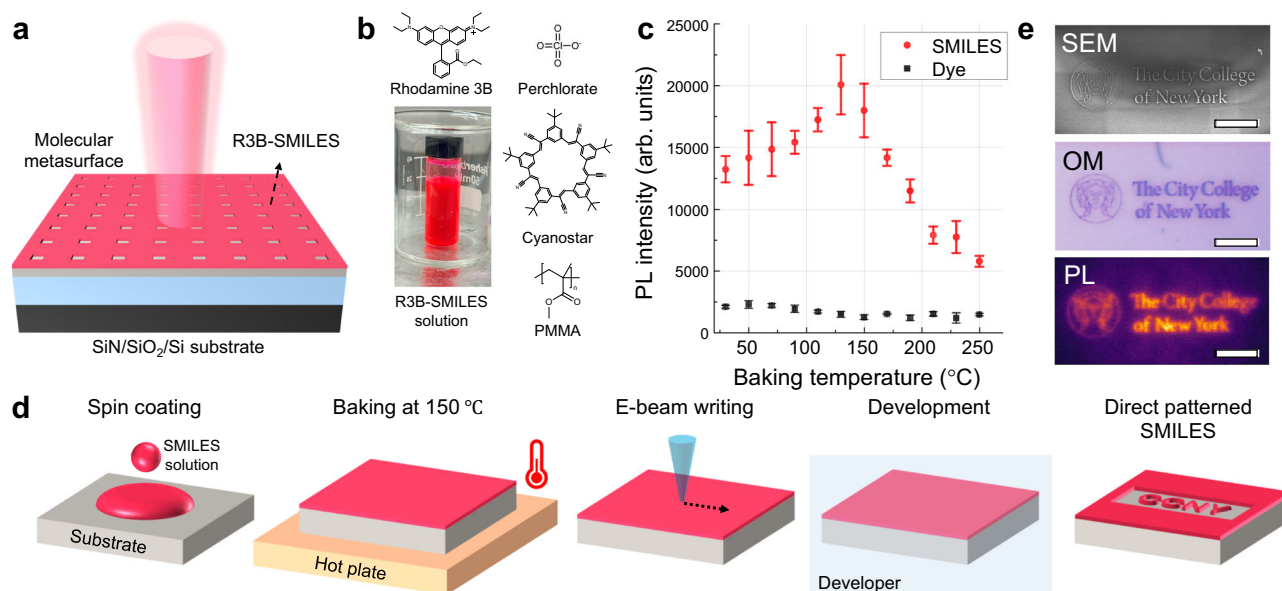 a
Molecular
metasurface
R3B-SMILES
SiN/SiO₂/Si substrate
b
Rhodamine 3B
Perchlorate
R3B-SMILES
solution
Cyanostar
PMMA
c
PL intensity (arb. units)
25000
20000
15000
10000
5000
0
50
100
150
200
250
Baking temperature (°C)
SMILES
Dye
e
SEM
The City College
of New York
OM
The City College
of New York
PL
The City College
of New York
d
Spin coating
SMILES
solution
Substrate
Baking at 150 ℃
Hot plate
E-beam writing
Development
Developer
Direct patterned
SMILES
CCNY